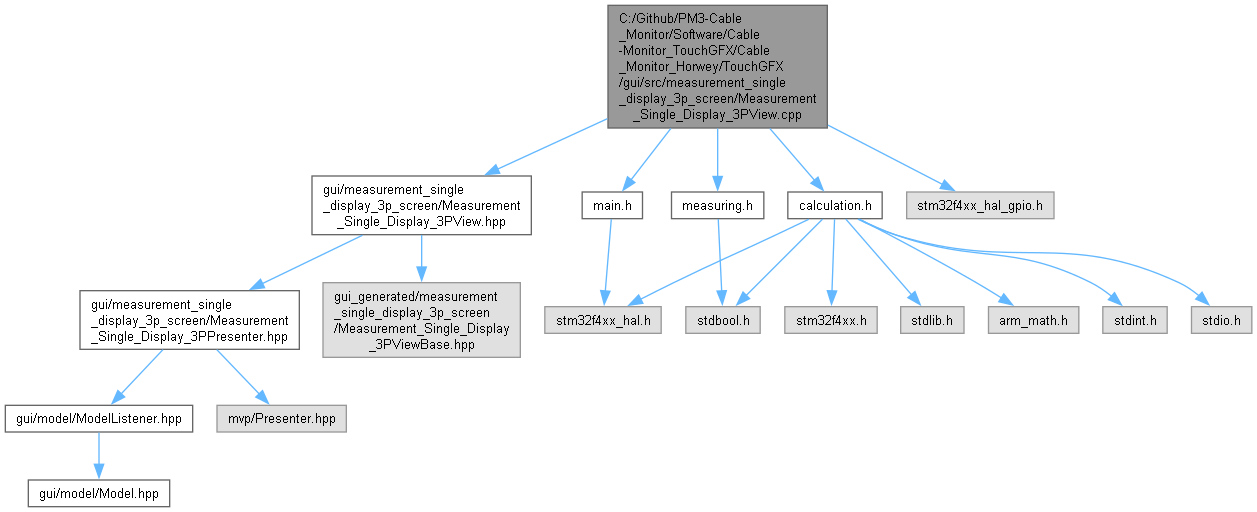 C:/Github/PM3-Cable
_Monitor/Software/Cable
-Monitor_TouchGFX/Cable
_Monitor_Horwey/TouchGFX
/gui/src/measurement_single
_display_3p_screen/Measurement
_Single_Display_3PView.cpp
gui/measurement_single
_display_3p_screen/Measurement
_Single_Display_3PView.hpp
main.h
measuring.h
calculation.h
stm32f4xx_hal_gpio.h
gui/measurement_single
_display_3p_screen/Measurement
_Single_Display_3PPresenter.hpp
gui_generated/measurement
_single_display_3p_screen
/Measurement_Single_Display
_3PViewBase.hpp
stm32f4xx_hal.h
stdbool.h
stm32f4xx.h
stdlib.h
arm_math.h
stdint.h
stdio.h
gui/model/ModelListener.hpp
mvp/Presenter.hpp
gui/model/Model.hpp